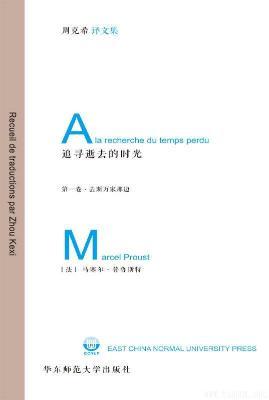 周克希 译文集
Recueil de traductions par Zhou Kexi
A la recherche du temps perdu
追寻逝去的时光
第一卷·去斯万家那边
Marcel Proust
[法] 马塞尔·普鲁斯特
ECNUP
EAST CHINA NORMAL UNIVERSITY PRESS
华东师范大学出版社